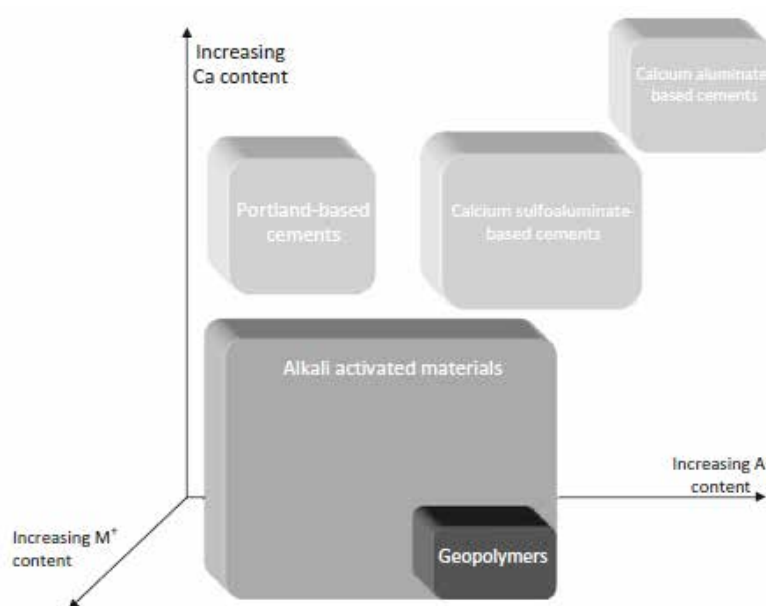 Increasing
Ca content
Calcium aluminate
based cements
Portland-based
cements
Calcium sulfoaluminate-
based cements
Alkali activated materials
Increasing A
content
Increasing M⁺
content
Geopolymers